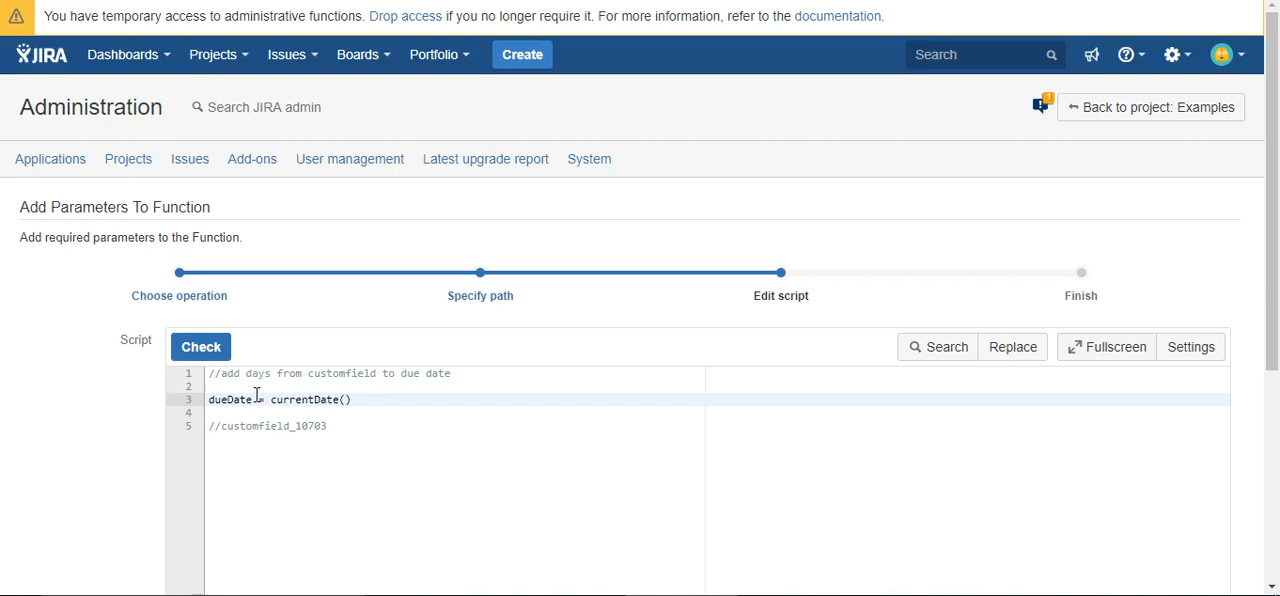 You have temporary access to administrative functions. Drop access if you no longer require it. For more information, refer to the documentation.
JIRA Dashboards Projects Issues Boards Portfolio Create Search
Administration Search JIRA admin 1 Back to project: Examples
Applications Projects Issues Add-ons User management Latest upgrade report System
Add Parameters To Function
Add required parameters to the Function.
Choose operation Specify path Edit script Finish
Script Check Search Replace Fullscreen Settings
1 //add days from customfield to due date
2
3 dueDate = currentDate()
4
5 //customfield_10703